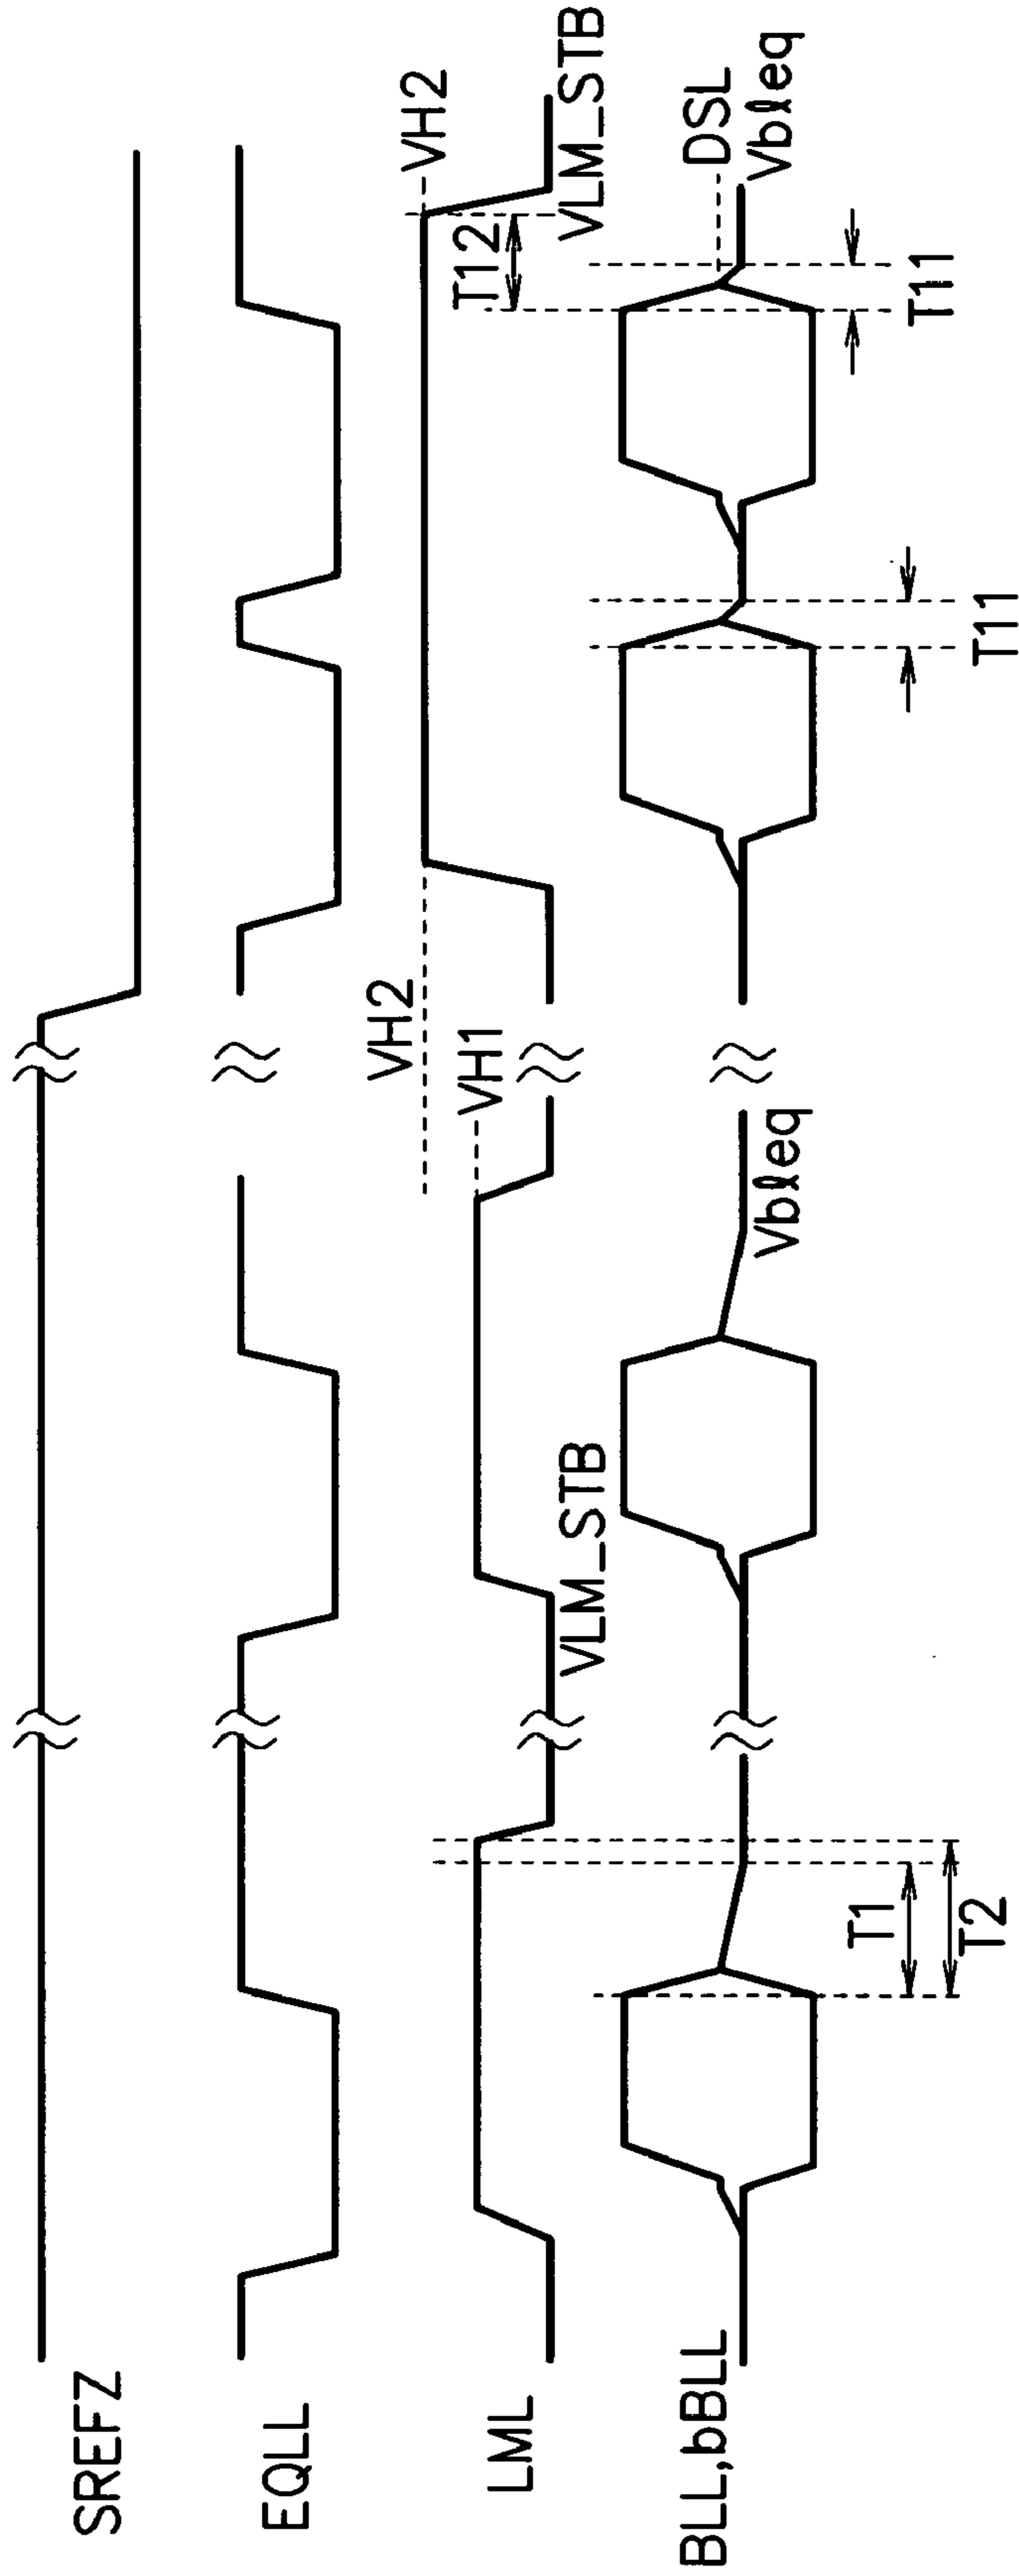 SREFZ
EQLL
LML
VLM_STB
VH1
VH2
VH2
T12
VLM_STB
BLL,bBLL
Vbleq
DSL
Vbleq
T1
T2
T11
T11